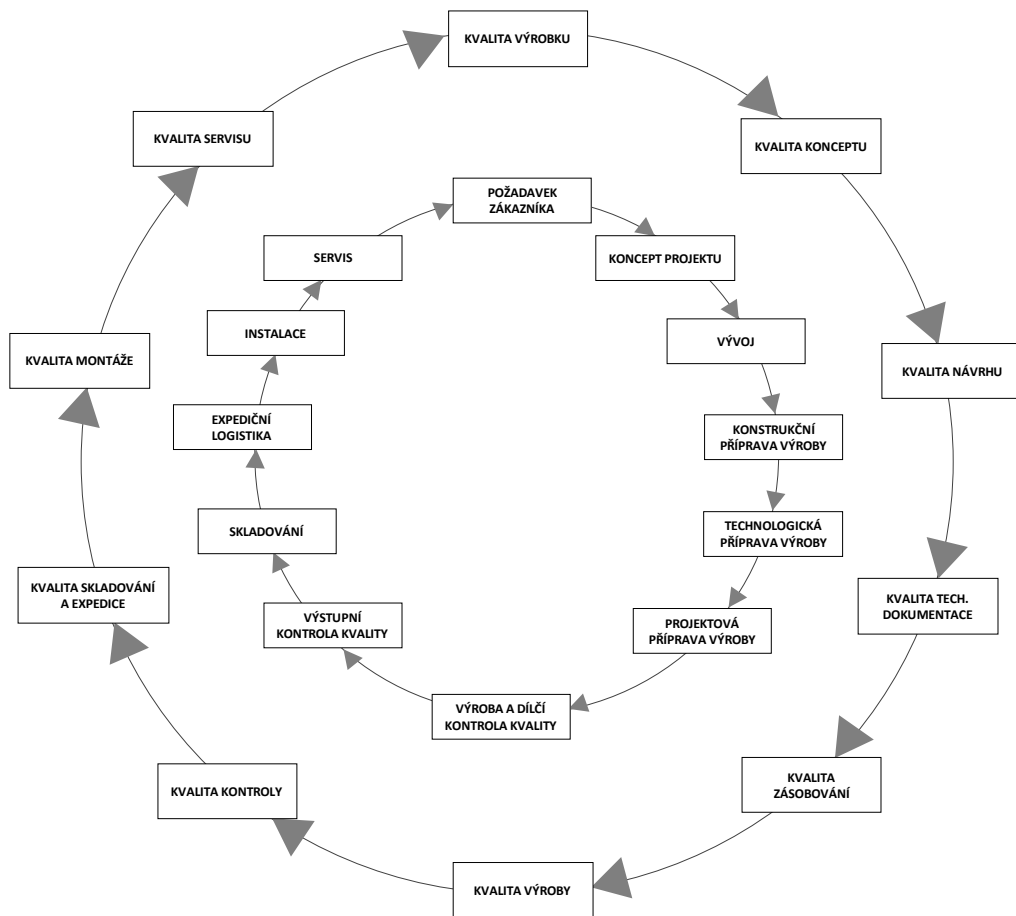 KVALITA VÝROBKU
KVALITA SERVISU
KVALITA KONCEPTU
POŽADAVEK
ZÁKAZNÍKA
SERVIS
KONCEPT PROJEKTU
INSTALACE
VÝVOJ
KVALITA MONTÁŽE
KVALITA NÁVRHU
EXPEDIČNÍ
LOGISTIKA
KONSTRUKČNÍ
PŘÍPRAVA VÝROBY
SKLADOVÁNÍ
TECHNOLOGICKÁ
PŘÍPRAVA VÝROBY
KVALITA SKLADOVÁNÍ
A EXPEDICE
KVALITA TECH.
DOKUMENTACE
VÝSTUPNÍ
KONTROLA KVALITY
PROJEKTOVÁ
PŘÍPRAVA VÝROBY
VÝROBA A DÍLČÍ
KONTROLA KVALITY
KVALITA KONTROLY
KVALITA
ZÁSOBOVÁNÍ
KVALITA VÝROBY